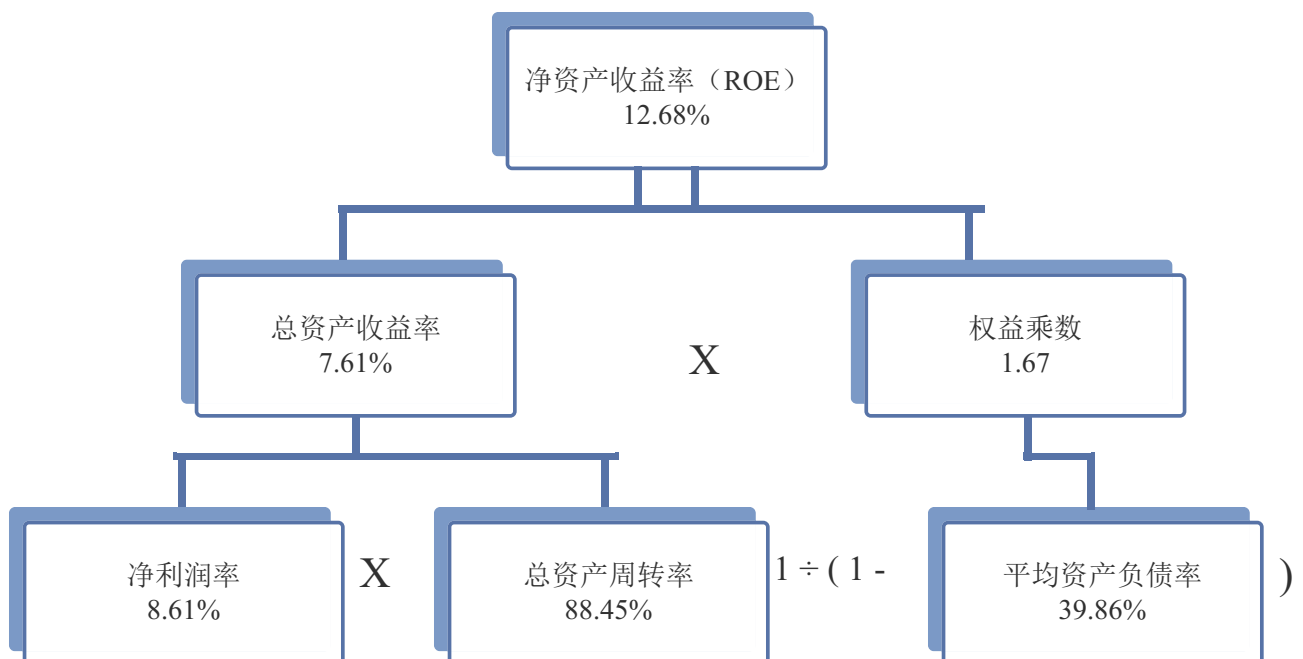 净资产收益率（ROE）
12.68%
总资产收益率
7.61%
X
权益乘数
1.67
净利润率
8.61%
X
总资产周转率
88.45%
1 ÷ ( 1 -
平均资产负债率
39.86%
)